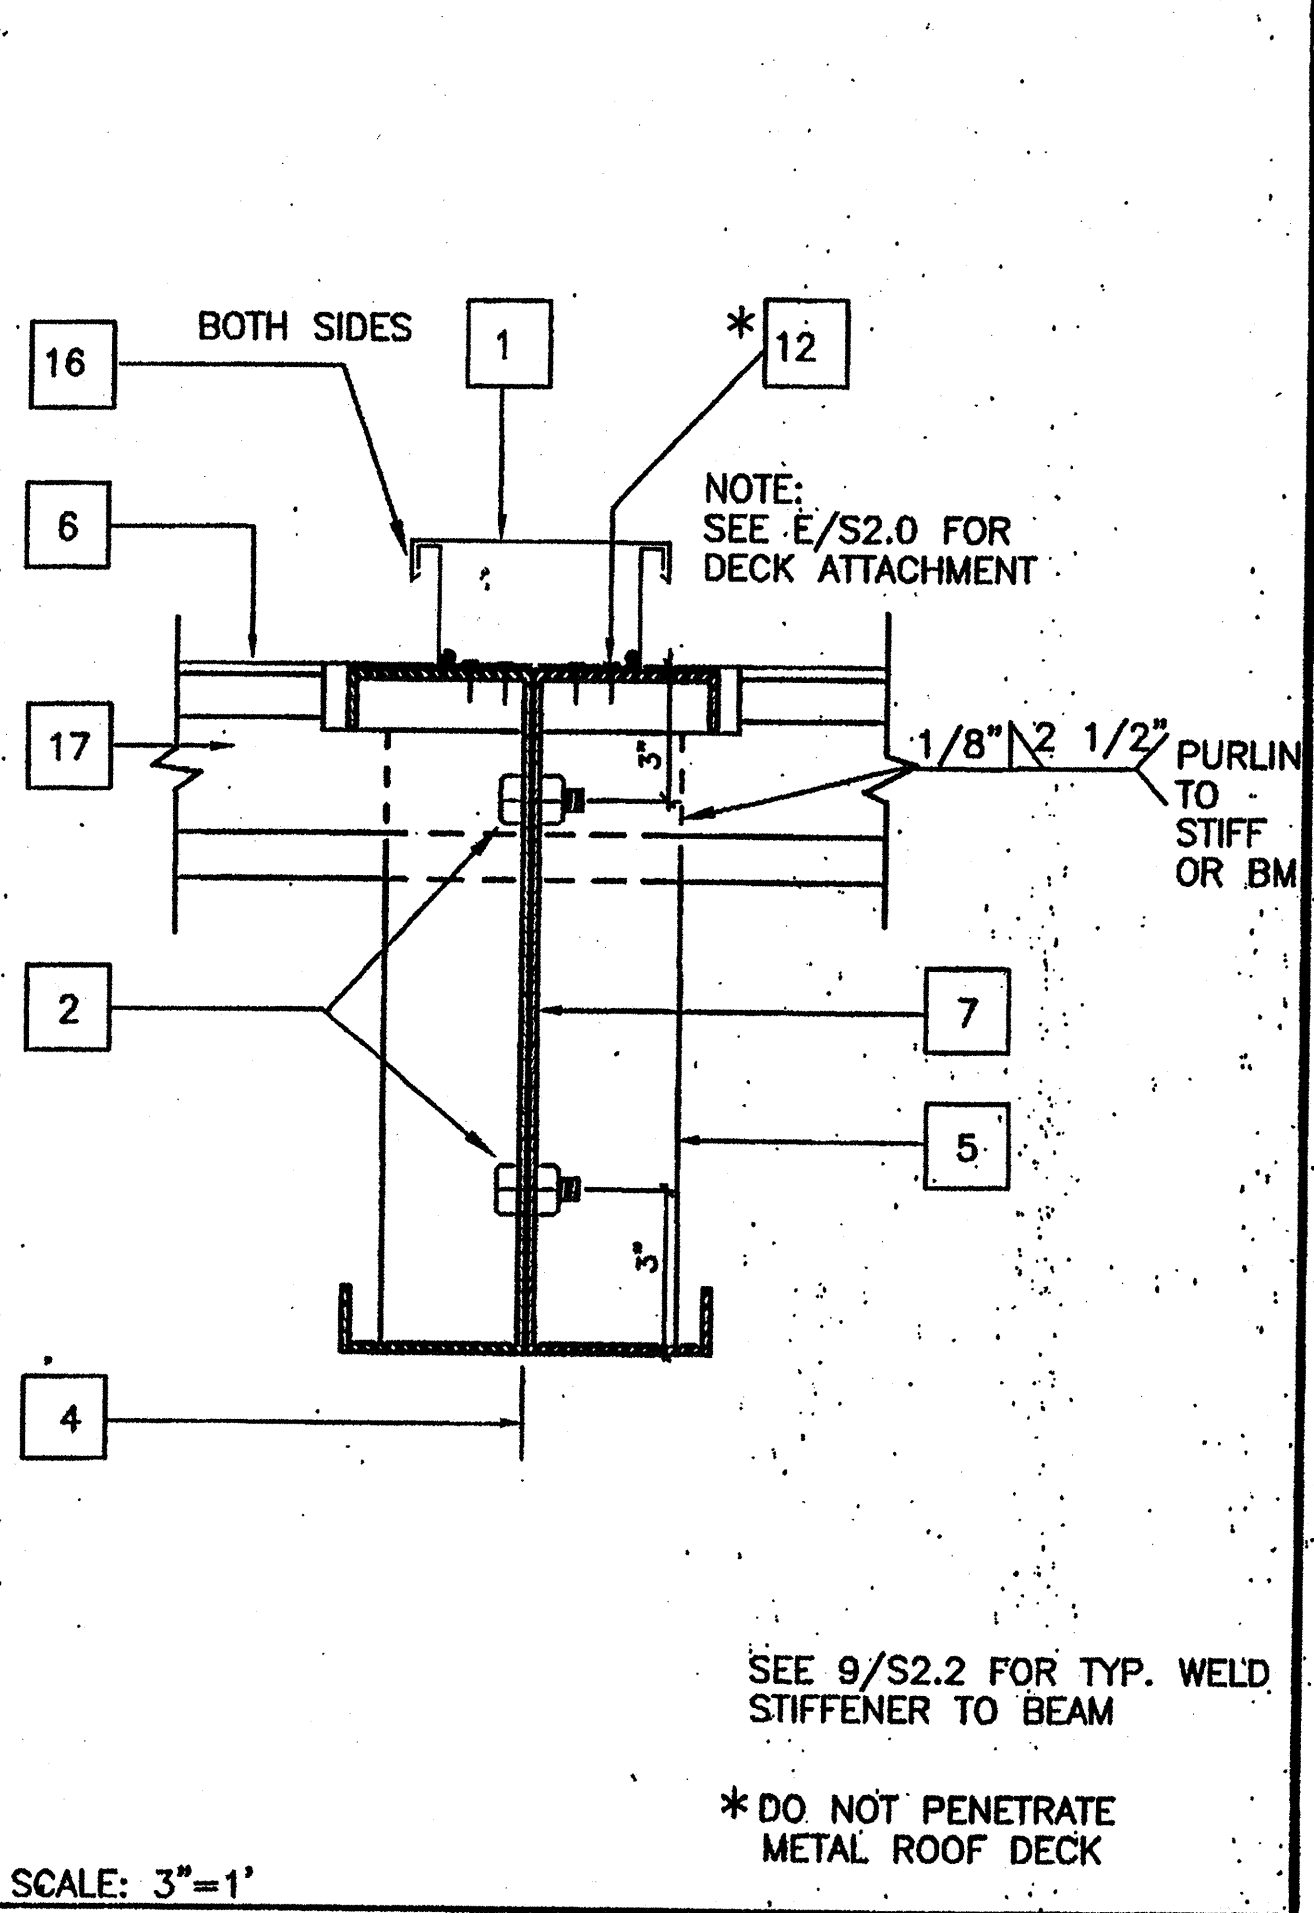 BOTH SIDES
16
1
* 12
6
NOTE:
SEE E/S2.0 FOR
DECK ATTACHMENT
17
3"
1/8" 2 1/2"
PURLIN
TO
STIFF
OR BM
2
7
5
3"
4
SEE 9/S2.2 FOR TYP. WELD
STIFFENER TO BEAM
* DO NOT PENETRATE
METAL ROOF DECK
SCALE: 3"=1'